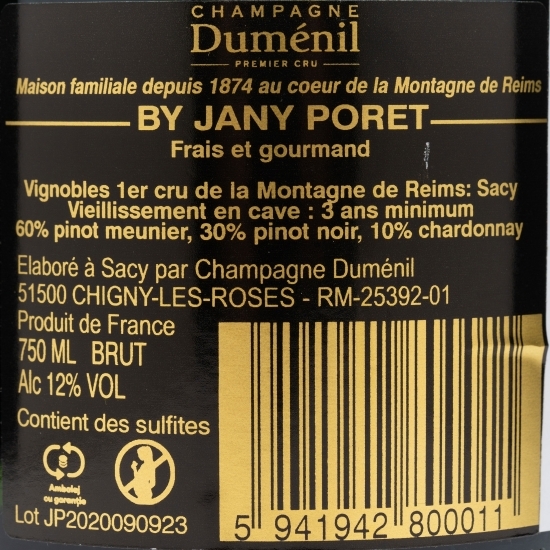 CHAMPAGNE
Duménil
PREMIER CRU
Maison familiale depuis 1874 au coeur de la Montagne de Reims
BY JANY PORET
Frais et gourmand
Vignobles 1er cru de la Montagne de Reims: Sacy
Vieillissement en cave : 3 ans minimum
60% pinot meunier, 30% pinot noir, 10% chardonnay
Elaboré à Sacy par Champagne Duménil
51500 CHIGNY-LES-ROSES - RM-25392-01
Produit de France
750 ML BRUT
Alc 12% VOL
Contient des sulfites
Ambalaj
cu garanție
Lot JP2020090923
5 941942 800011